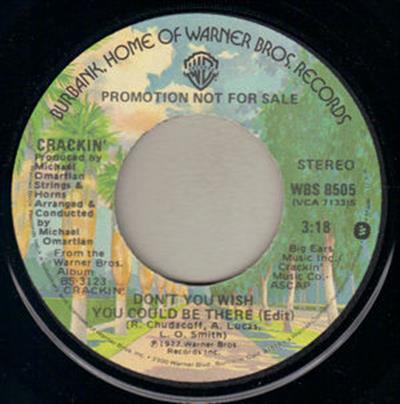 BURBANK, HOME OF WARNER BROS. RECORDS
PROMOTION NOT FOR SALE
CRACKIN'
Produced by
Michael
Omartian
Strings &
Horns
Arranged &
Conducted
by
Michael
Omartian
From the
Warner Bros.
Album
BS 3123
"CRACKIN'"
STEREO
WBS 8505
(VCA 7133)S
3:18
Big Ears
Music Inc./
Crackin'
Music Co.-
ASCAP
DON'T YOU WISH
YOU COULD BE THERE (Edit)
(R. Chudacoff, A. Lucas,
L. O. Smith)
℗1977 Warner Bros
Records Inc.